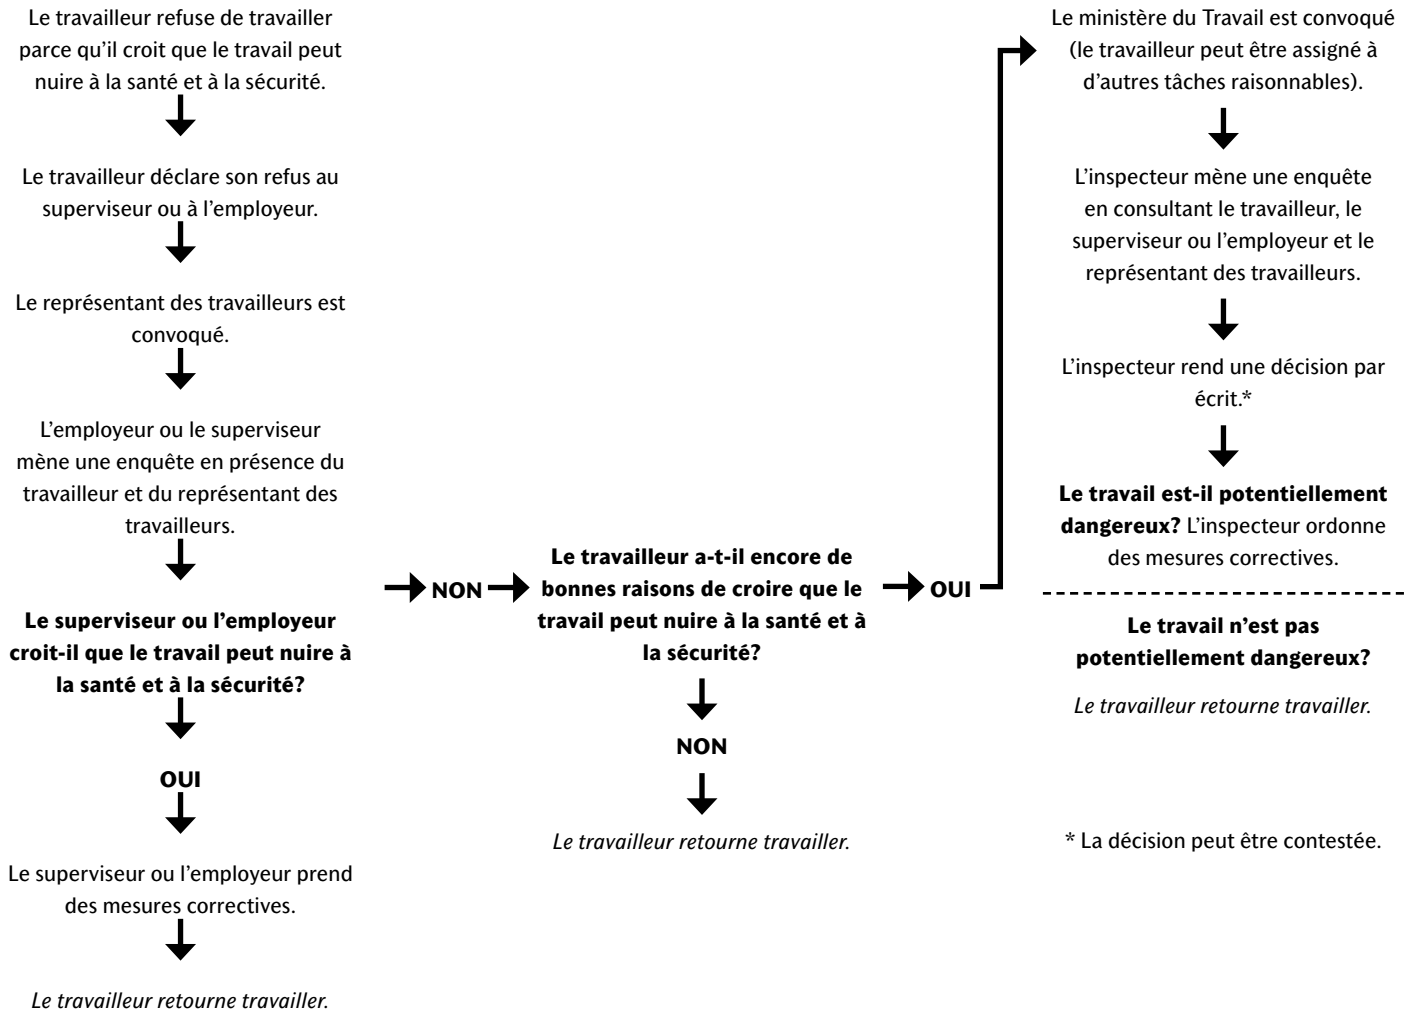 Le travailleur refuse de travailler
parce qu'il croit que le travail peut
nuire à la santé et à la sécurité.
Le travailleur déclare son refus au
superviseur ou à l'employeur.
Le représentant des travailleurs est
convoqué.
L'employeur ou le superviseur
mène une enquête en présence du
travailleur et du représentant des
travailleurs.
Le superviseur ou l'employeur
croit-il que le travail peut nuire à
la santé et à la sécurité?
OUI
Le superviseur ou l'employeur prend
des mesures correctives.
Le travailleur retourne travailler.
NON
Le travailleur a-t-il encore de
bonnes raisons de croire que le
travail peut nuire à la santé et à
la sécurité?
NON
Le travailleur retourne travailler.
OUI
Le ministère du Travail est convoqué
(le travailleur peut être assigné à
d'autres tâches raisonnables).
L'inspecteur mène une enquête
en consultant le travailleur, le
superviseur ou l'employeur et le
représentant des travailleurs.
L'inspecteur rend une décision par
écrit.*
Le travail est-il potentiellement
dangereux? L'inspecteur ordonne
des mesures correctives.
Le travail n'est pas
potentiellement dangereux?
Le travailleur retourne travailler.
* La décision peut être contestée.